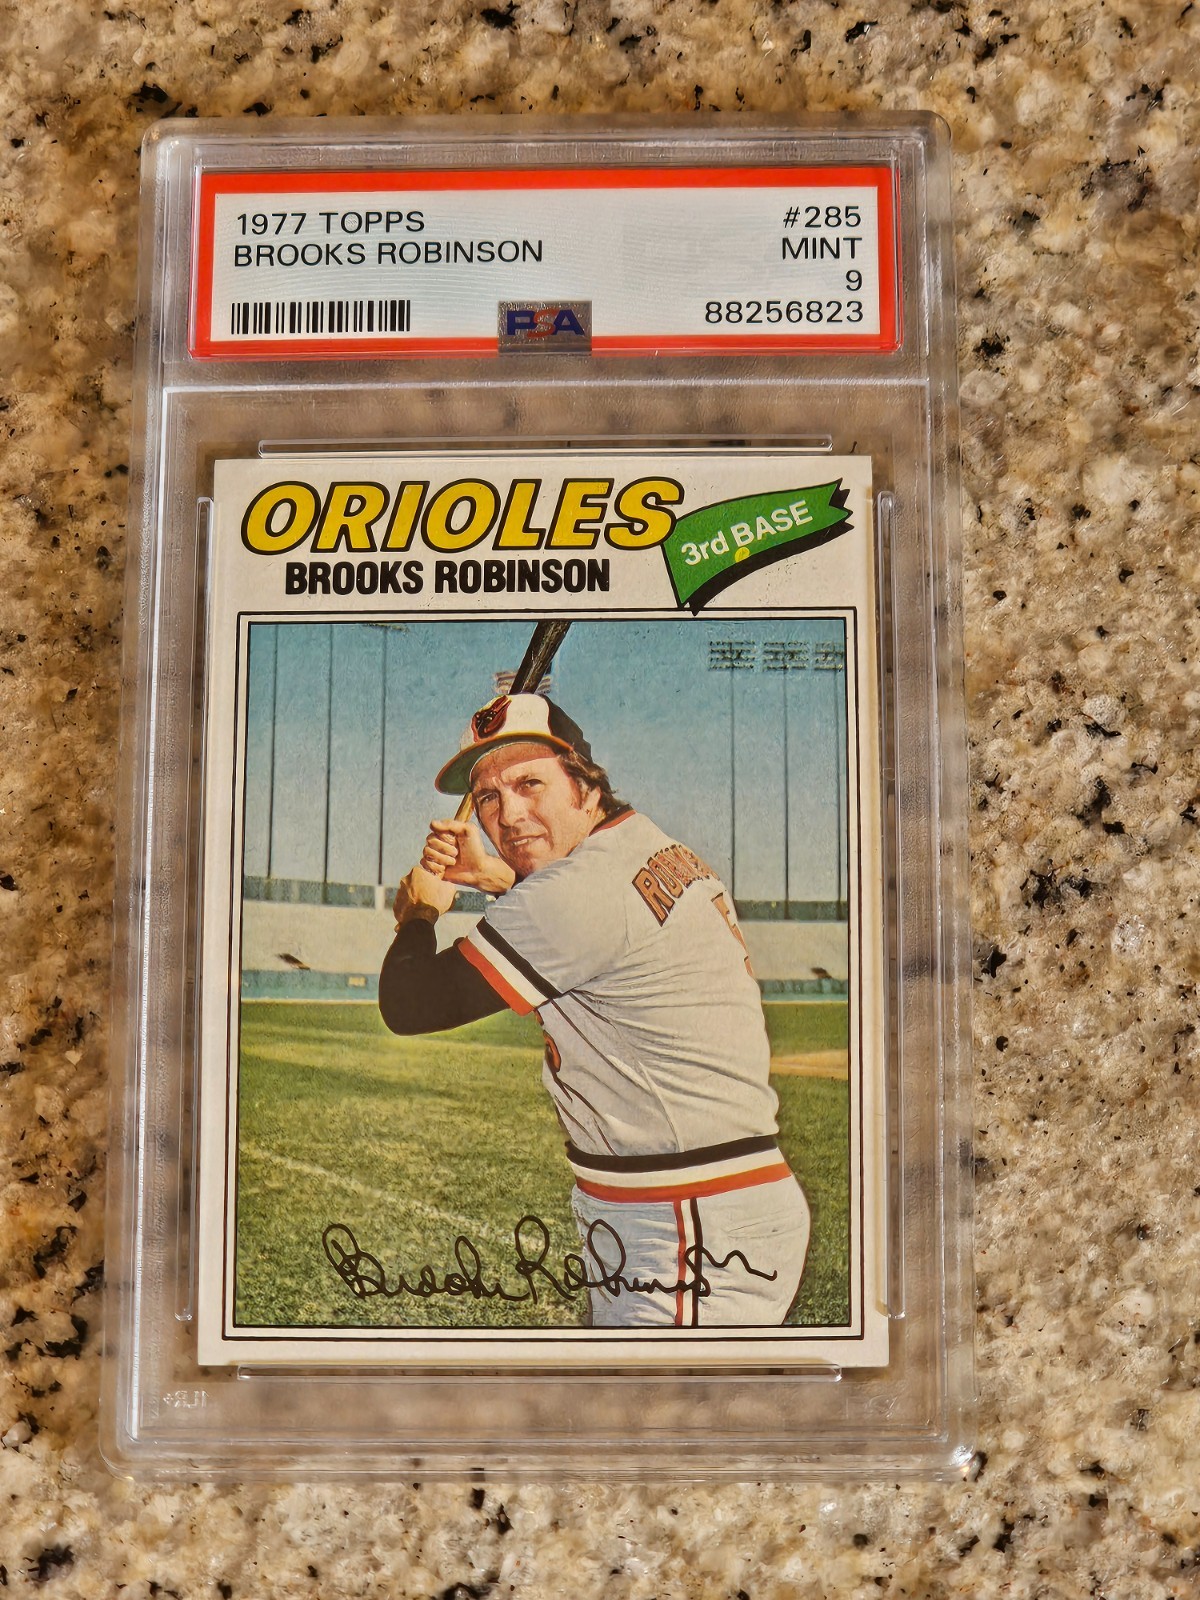 1977 TOPPS #285
BROOKS ROBINSON MINT
9
PSA 88256823
ORIOLES
3rd BASE
BROOKS ROBINSON
Brooks Robinson